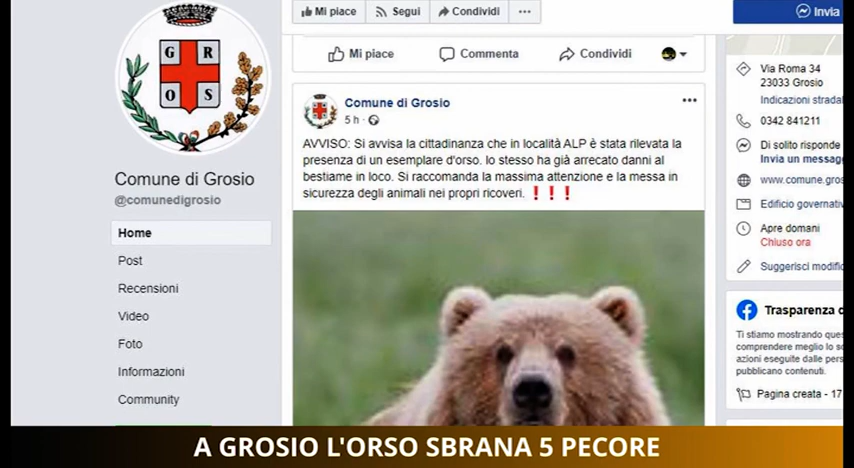 Mi piace Segui Condividi ... Invia
Mi piace Commenta Condividi
G R
O S
Comune di Grosio
@comunedigrosio
Home
Post
Recensioni
Video
Foto
Informazioni
Community
Comune di Grosio
5 h ·
AVVISO: Si avvisa la cittadinanza che in località ALP è stata rilevata la
presenza di un esemplare d'orso. lo stesso ha già arrecato danni al
bestiame in loco. Si raccomanda la massima attenzione e la messa in
sicurezza degli animali nei propri ricoveri. ❗❗❗
Via Roma 34
23033 Grosio
Indicazioni stradal
0342 841211
Di solito risponde
Invia un messag
www.comune.gros
Edificio governativ
Apre domani
Chiuso ora
Suggerisci modific
Trasparenza c
Ti stiamo mostrando ques
comprendere meglio lo sc
azioni eseguite dalle pers
pubblicano contenuti.
Pagina creata - 17
A GROSIO L'ORSO SBRANA 5 PECORE